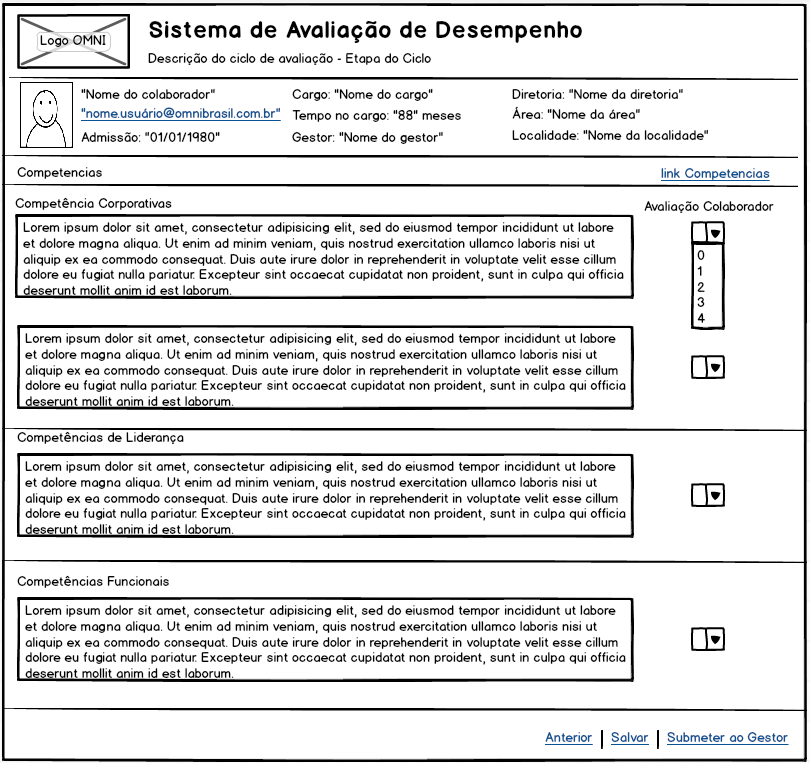 Logo OMNI
Sistema de Avaliação de Desempenho
Descrição do ciclo de avaliação - Etapa do Ciclo
"Nome do colaborador"
"nome.usuário@omnibrasil.com.br"
Admissão: "01/01/1980"
Cargo: "Nome do cargo"
Tempo no cargo: "88" meses
Gestor: "Nome do gestor"
Diretoria: "Nome da diretoria"
Área: "Nome da área"
Localidade: "Nome da localidade"
Competencias
link Competencias
Competência Corporativas
Avaliação Colaborador
Lorem ipsum dolor sit amet, consectetur adipisicing elit, sed do eiusmod tempor incididunt ut labore
et dolore magna aliqua. Ut enim ad minim veniam, quis nostrud exercitation ullamco laboris nisi ut
aliquip ex ea commodo consequat. Duis aute irure dolor in reprehenderit in voluptate velit esse cillum
dolore eu fugiat nulla pariatur. Excepteur sint occaecat cupidatat non proident, sunt in culpa qui officia
deserunt mollit anim id est laborum.
0
1
2
3
4
Lorem ipsum dolor sit amet, consectetur adipisicing elit, sed do eiusmod tempor incididunt ut labore
et dolore magna aliqua. Ut enim ad minim veniam, quis nostrud exercitation ullamco laboris nisi ut
aliquip ex ea commodo consequat. Duis aute irure dolor in reprehenderit in voluptate velit esse cillum
dolore eu fugiat nulla pariatur. Excepteur sint occaecat cupidatat non proident, sunt in culpa qui officia
deserunt mollit anim id est laborum.
Competências de Liderança
Lorem ipsum dolor sit amet, consectetur adipisicing elit, sed do eiusmod tempor incididunt ut labore
et dolore magna aliqua. Ut enim ad minim veniam, quis nostrud exercitation ullamco laboris nisi ut
aliquip ex ea commodo consequat. Duis aute irure dolor in reprehenderit in voluptate velit esse cillum
dolore eu fugiat nulla pariatur. Excepteur sint occaecat cupidatat non proident, sunt in culpa qui officia
deserunt mollit anim id est laborum.
Competências Funcionais
Lorem ipsum dolor sit amet, consectetur adipisicing elit, sed do eiusmod tempor incididunt ut labore
et dolore magna aliqua. Ut enim ad minim veniam, quis nostrud exercitation ullamco laboris nisi ut
aliquip ex ea commodo consequat. Duis aute irure dolor in reprehenderit in voluptate velit esse cillum
dolore eu fugiat nulla pariatur. Excepteur sint occaecat cupidatat non proident, sunt in culpa qui officia
deserunt mollit anim id est laborum.
Anterior | Salvar | Submeter ao Gestor